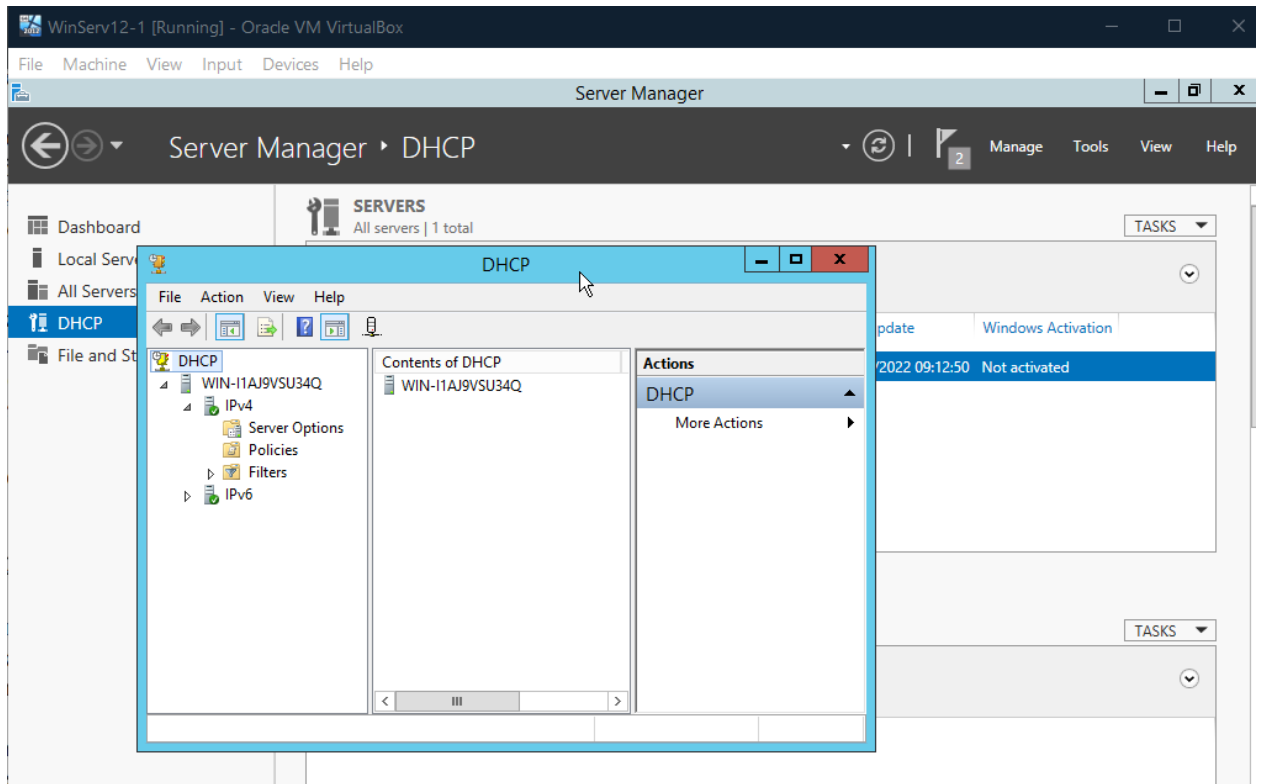 WinServ12-1 [Running] - Oracle VM VirtualBox
File Machine View Input Devices Help
Server Manager
Server Manager • DHCP
2 Manage Tools View Help
Dashboard
Local Serve
All Servers
DHCP
File and St
SERVERS
All servers | 1 total
TASKS
pdate Windows Activation
/2022 09:12:50 Not activated
TASKS
DHCP
File Action View Help
DHCP
WIN-I1AJ9VSU34Q
IPv4
Server Options
Policies
Filters
IPv6
Contents of DHCP
WIN-I1AJ9VSU34Q
Actions
DHCP
More Actions